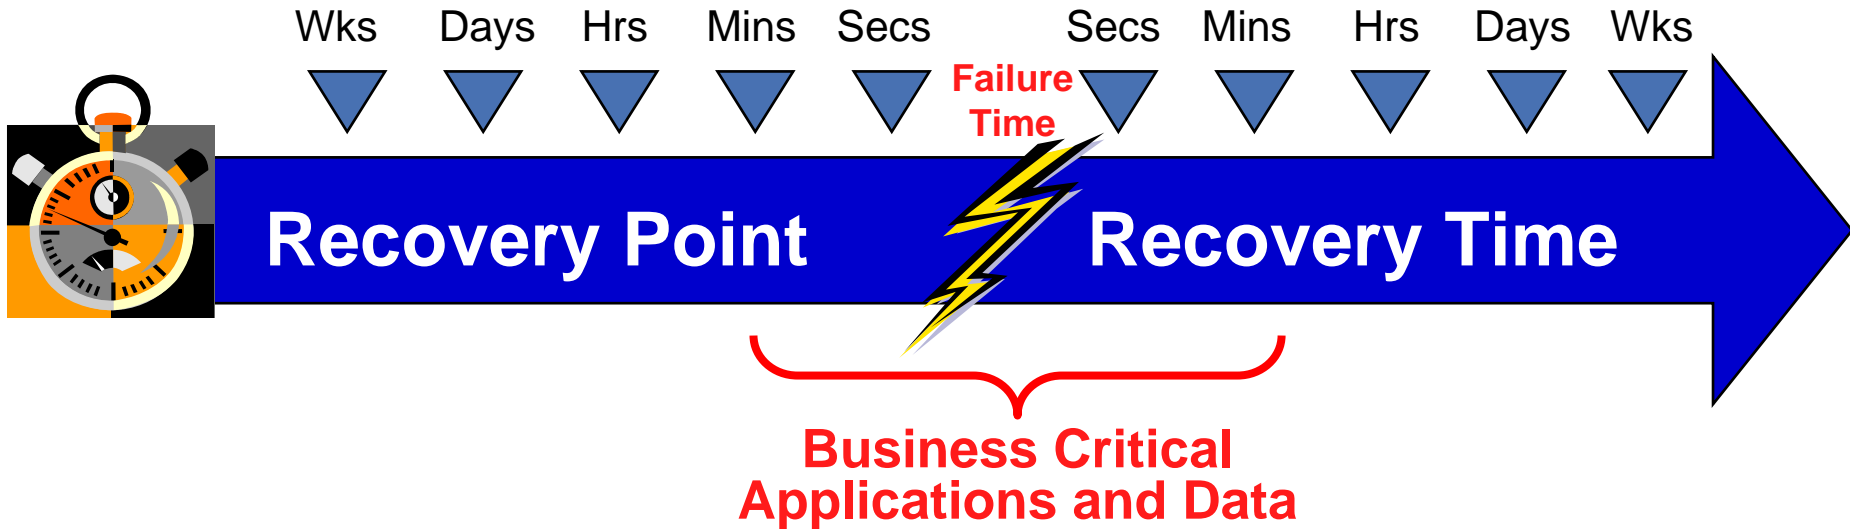 Wks Days Hrs Mins Secs Secs Mins Hrs Days Wks
Failure
Time
Recovery Point Recovery Time
Business Critical
Applications and Data